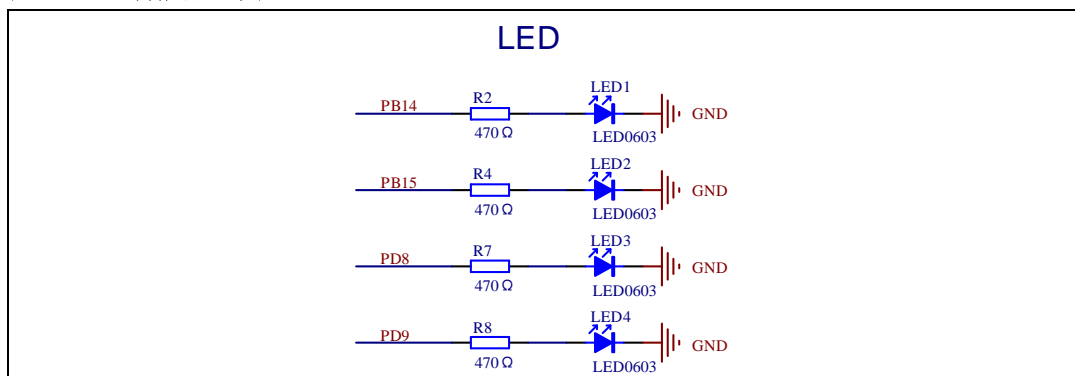 LED
LED1
PB14
R2
GND
470Ω
LED0603
LED2
PB15
R4
GND
470Ω
LED0603
LED3
PD8
R7
GND
470Ω
LED0603
LED4
PD9
R8
GND
470Ω
LED0603